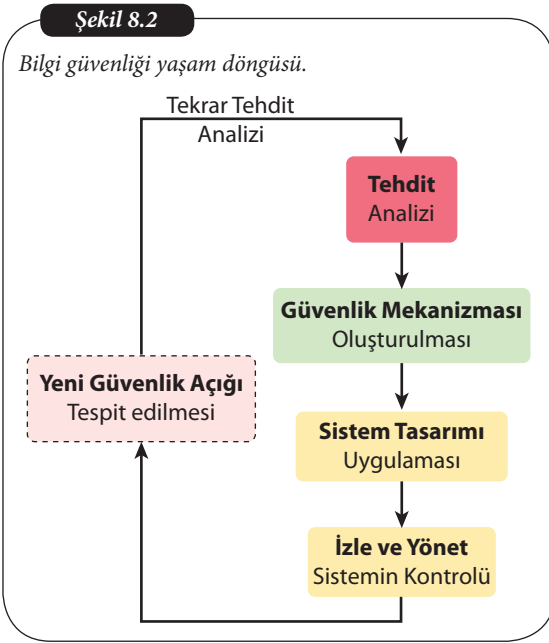 Şekil 8.2
Bilgi güvenliği yaşam döngüsü.
Tekrar Tehdit
Analizi
Tehdit
Analizi
Güvenlik Mekanizması
Oluşturulması
Yeni Güvenlik Açığı
Tespit edilmesi
Sistem Tasarımı
Uygulaması
İzle ve Yönet
Sistemin Kontrolü